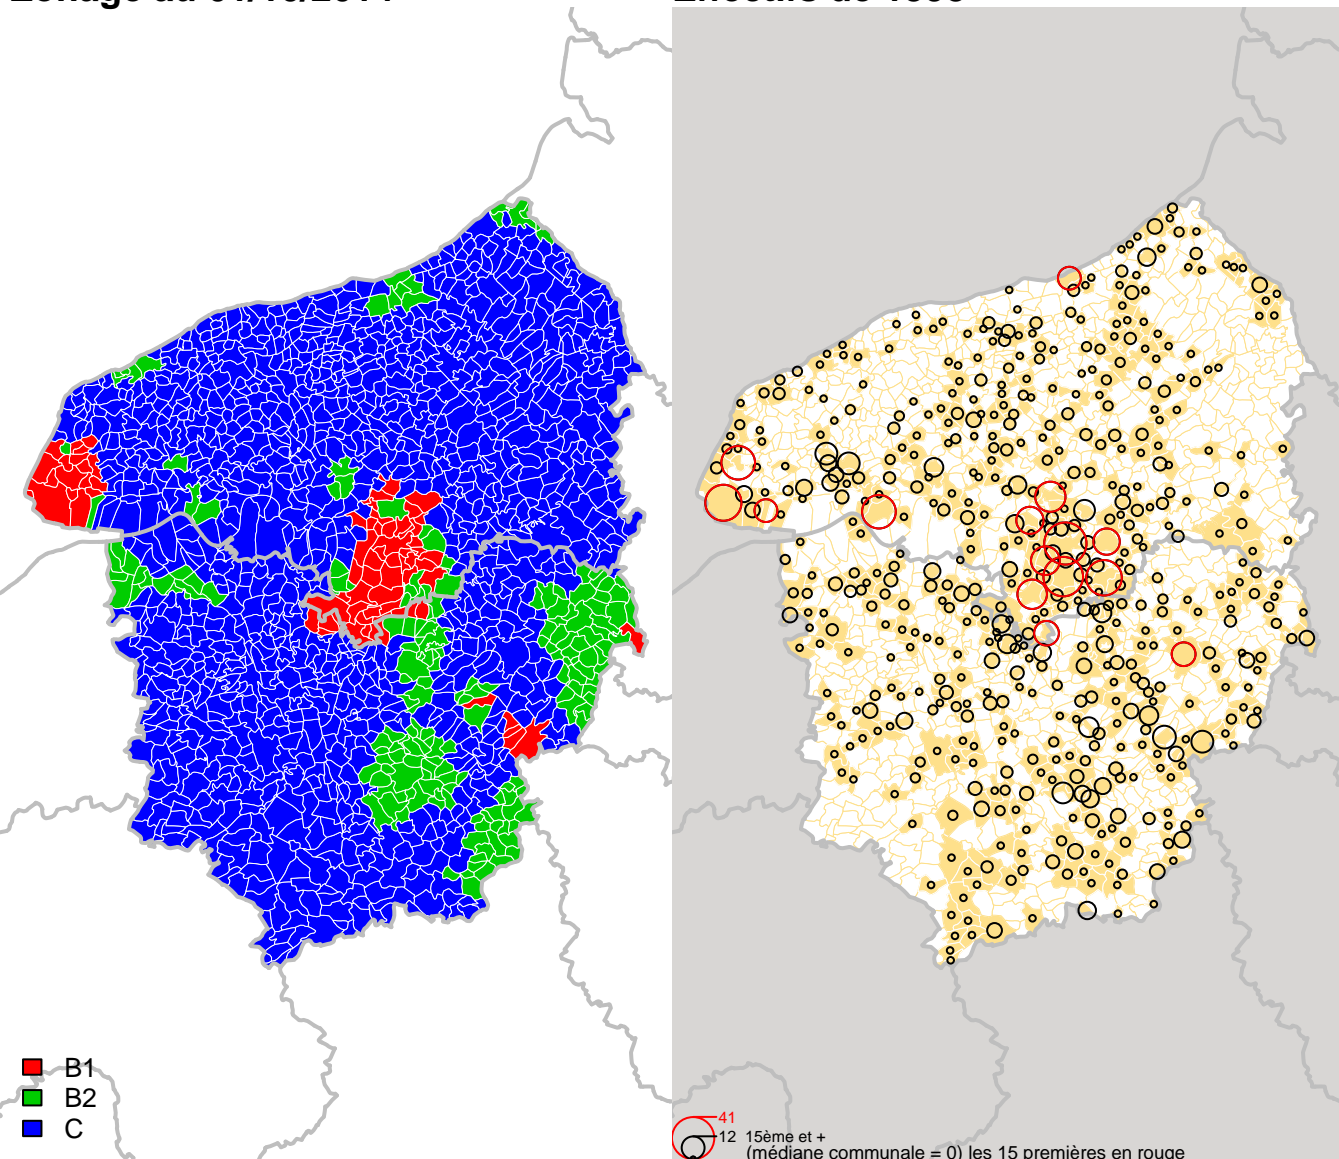 B1
B2
C
41
12 15ème et +
(médiane communale = 0) les 15 premières en rouge